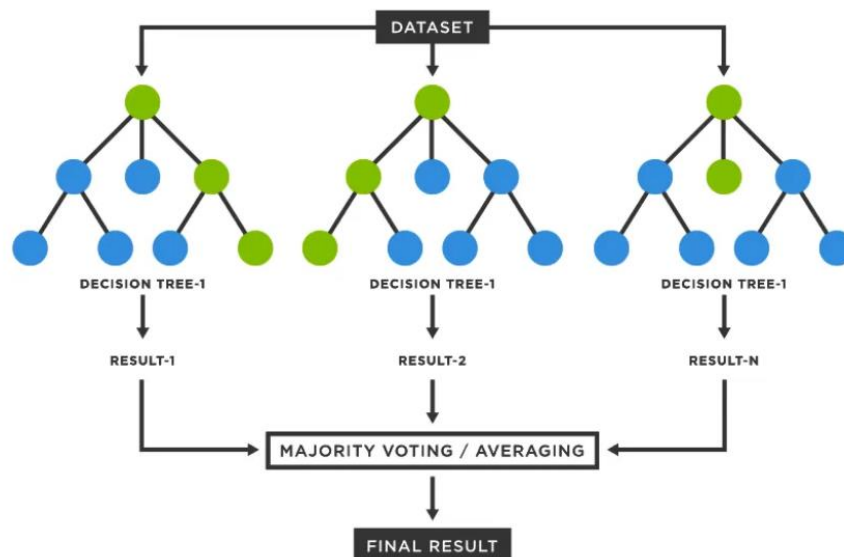 DATASET
DECISION TREE-1
DECISION TREE-1
DECISION TREE-1
RESULT-1
RESULT-2
RESULT-N
MAJORITY VOTING / AVERAGING
FINAL RESULT